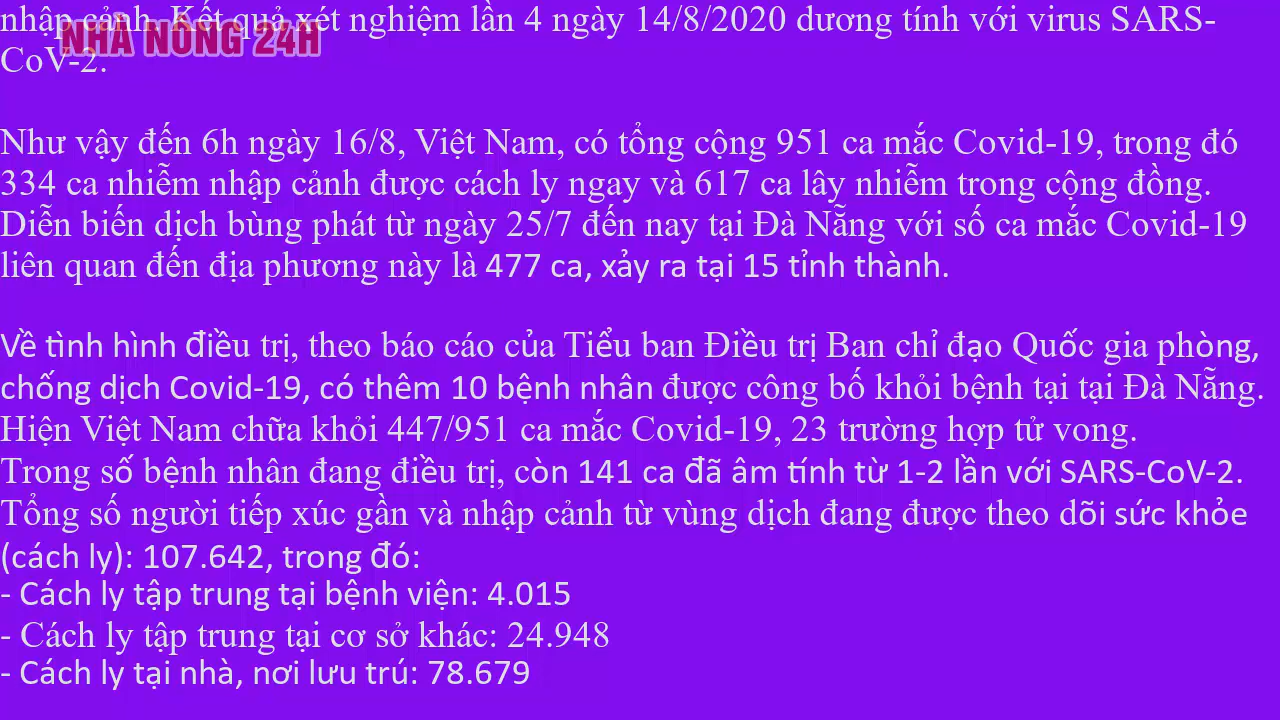 nhập cảnh. Kết quả xét nghiệm lần 4 ngày 14/8/2020 dương tính với virus SARS-
NHÀ NÔNG 24H
CoV-2.
Như vậy đến 6h ngày 16/8, Việt Nam, có tổng cộng 951 ca mắc Covid-19, trong đó
334 ca nhiễm nhập cảnh được cách ly ngay và 617 ca lây nhiễm trong cộng đồng.
Diễn biến dịch bùng phát từ ngày 25/7 đến nay tại Đà Nẵng với số ca mắc Covid-19
liên quan đến địa phương này là 477 ca, xảy ra tại 15 tỉnh thành.
Về tình hình điều trị, theo báo cáo của Tiểu ban Điều trị Ban chỉ đạo Quốc gia phòng,
chống dịch Covid-19, có thêm 10 bệnh nhân được công bố khỏi bệnh tại tại Đà Nẵng.
Hiện Việt Nam chữa khỏi 447/951 ca mắc Covid-19, 23 trường hợp tử vong.
Trong số bệnh nhân đang điều trị, còn 141 ca đã âm tính từ 1-2 lần với SARS-CoV-2.
Tổng số người tiếp xúc gần và nhập cảnh từ vùng dịch đang được theo dõi sức khỏe
(cách ly): 107.642, trong đó:
- Cách ly tập trung tại bệnh viện: 4.015
- Cách ly tập trung tại cơ sở khác: 24.948
- Cách ly tại nhà, nơi lưu trú: 78.679